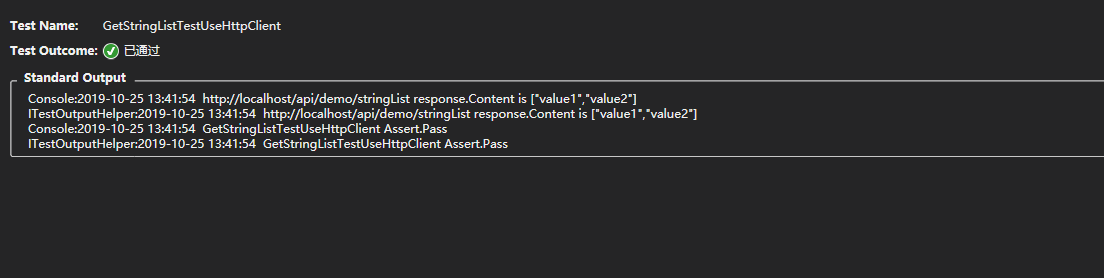 Test Name: GetStringListTestUseHttpClient
Test Outcome: 已通过
Standard Output
Console:2019-10-25 13:41:54  http://localhost/api/demo/stringList response.Content is ["value1","value2"]
ITestOutputHelper:2019-10-25 13:41:54  http://localhost/api/demo/stringList response.Content is ["value1","value2"]
Console:2019-10-25 13:41:54  GetStringListTestUseHttpClient Assert.Pass
ITestOutputHelper:2019-10-25 13:41:54  GetStringListTestUseHttpClient Assert.Pass